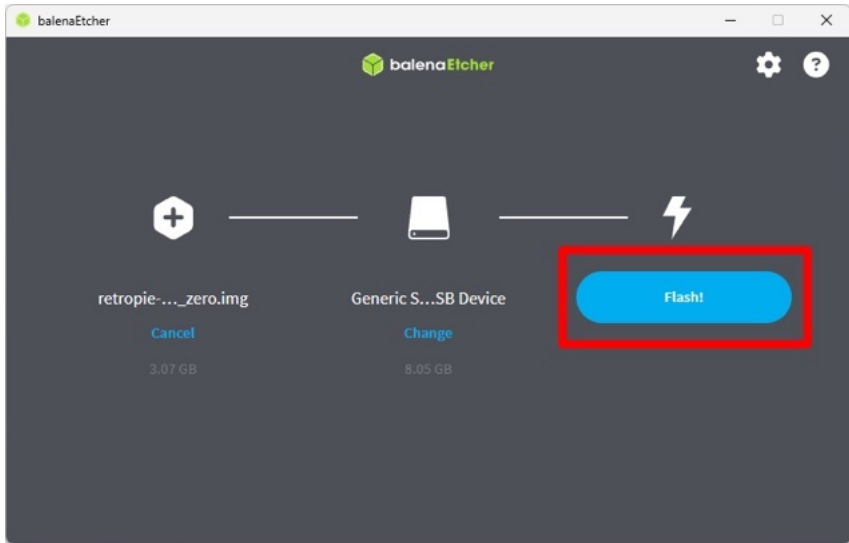 balenaEtcher
balenaEtcher
?
retropie-..._zero.img
Cancel
3.07 GB
Generic S...SB Device
Change
8.05 GB
Flash!